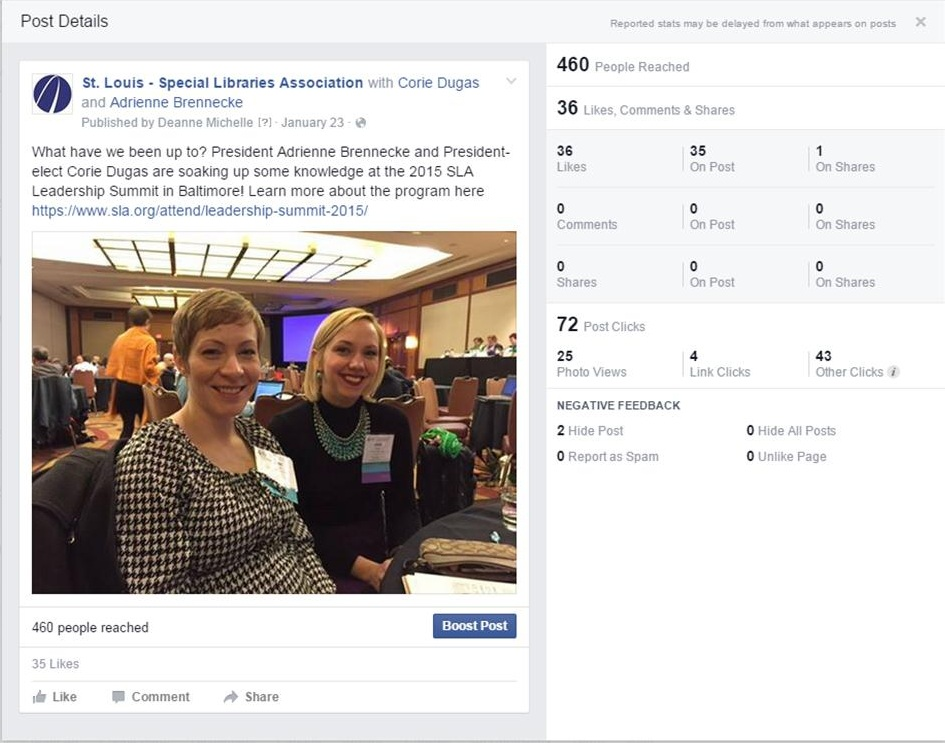 Post Details
Reported stats may be delayed from what appears on posts
St. Louis - Special Libraries Association with Corie Dugas
and Adrienne Brennecke
Published by Deanne Michelle [?] · January 23 ·
What have we been up to? President Adrienne Brennecke and President-
elect Corie Dugas are soaking up some knowledge at the 2015 SLA
Leadership Summit in Baltimore! Learn more about the program here
https://www.sla.org/attend/leadership-summit-2015/
460 people reached
Boost Post
35 Likes
Like Comment Share
460 People Reached
36 Likes, Comments & Shares
36 35 1
Likes On Post On Shares
0 0 0
Comments On Post On Shares
0 0 0
Shares On Post On Shares
72 Post Clicks
25 4 43
Photo Views Link Clicks Other Clicks i
NEGATIVE FEEDBACK
2 Hide Post 0 Hide All Posts
0 Report as Spam 0 Unlike Page